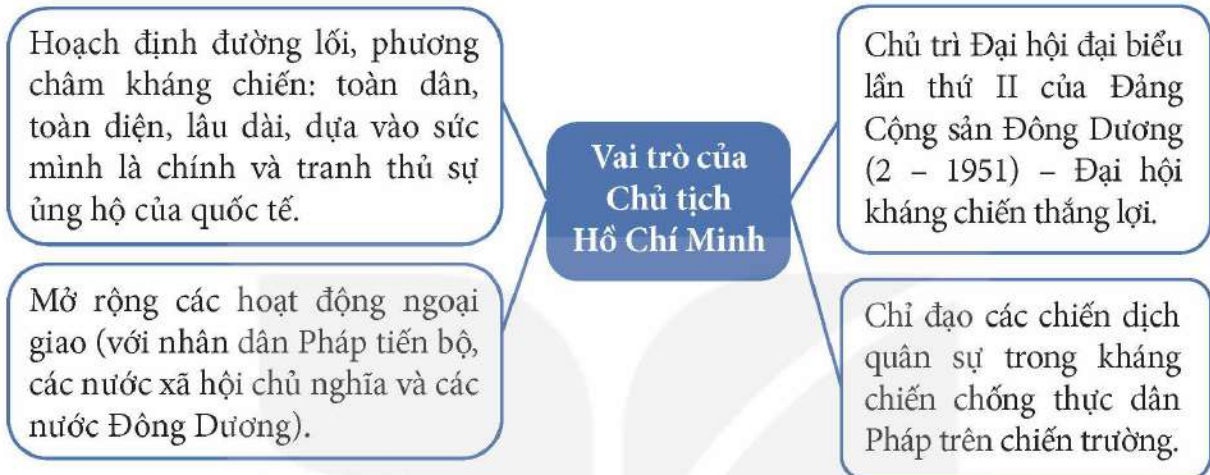 Hoạch định đường lối, phương
châm kháng chiến: toàn dân,
toàn diện, lâu dài, dựa vào sức
mình là chính và tranh thủ sự
ủng hộ của quốc tế.
Mở rộng các hoạt động ngoại
giao (với nhân dân Pháp tiến bộ,
các nước xã hội chủ nghĩa và các
nước Đông Dương).
Vai trò của
Chủ tịch
Hồ Chí Minh
Chủ trì Đại hội đại biểu
lần thứ II của Đảng
Cộng sản Đông Dương
(2 – 1951) – Đại hội
kháng chiến thắng lợi.
Chỉ đạo các chiến dịch
quân sự trong kháng
chiến chống thực dân
Pháp trên chiến trường.